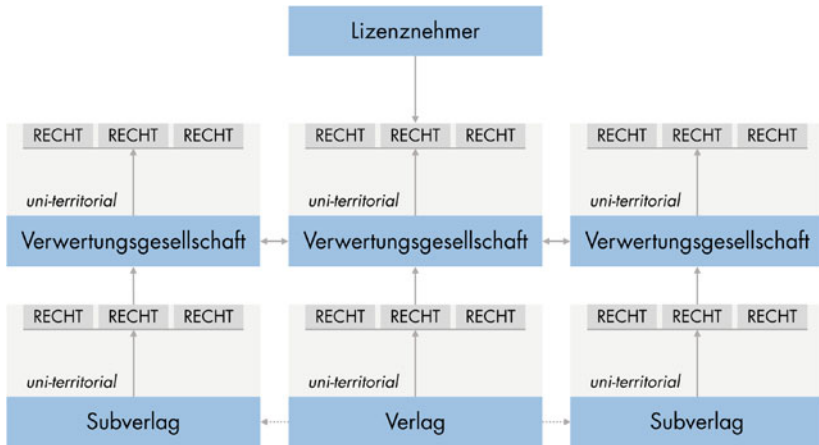 Lizenznehmer
RECHT RECHT RECHT RECHT RECHT RECHT RECHT RECHT RECHT
uni-territorial uni-territorial uni-territorial
Verwertungsgesellschaft Verwertungsgesellschaft Verwertungsgesellschaft
RECHT RECHT RECHT RECHT RECHT RECHT RECHT RECHT RECHT
uni-territorial uni-territorial uni-territorial
Subverlag Verlag Subverlag